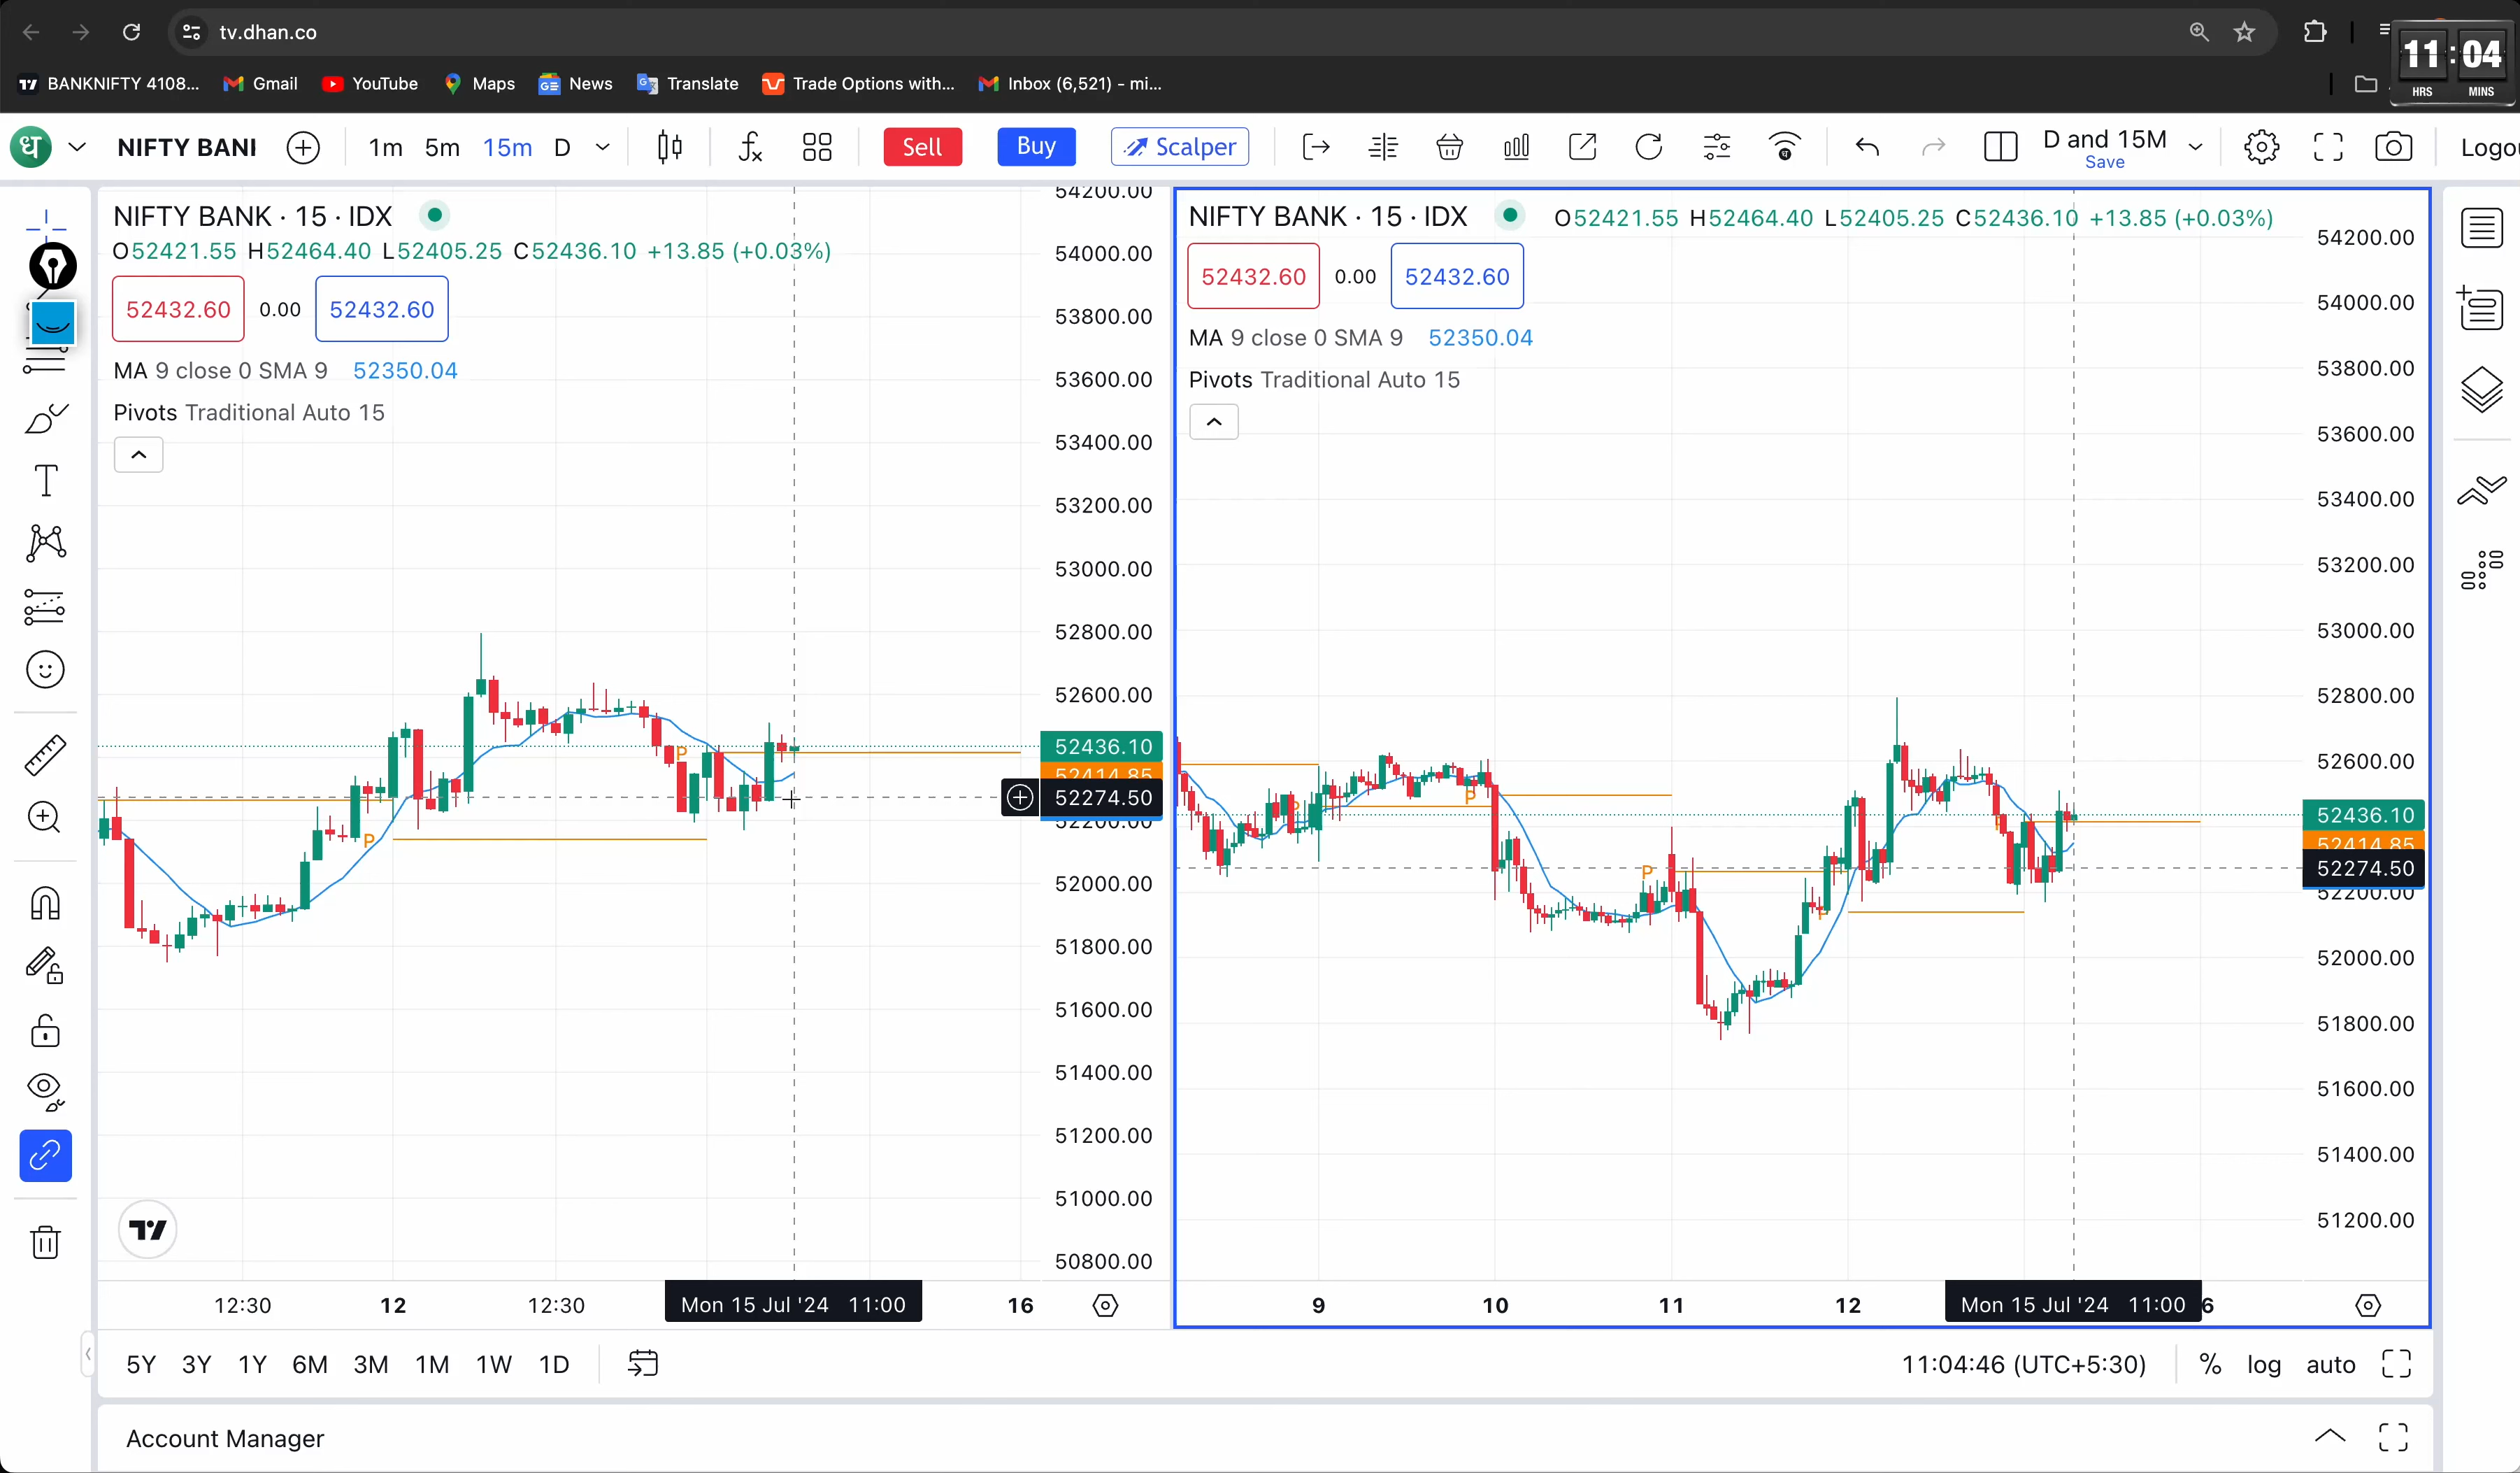 tv.dhan.co
11:04
HRS MINS
BANKNIFTY 4108... Gmail YouTube Maps News Translate Trade Options with... Inbox (6,521) – mi...
ध NIFTY BANI 1m 5m 15m D Sell Buy Scalper D and 15M Logo
Save
NIFTY BANK · 15 · IDX
O52421.55 H52464.40 L52405.25 C52436.10 +13.85 (+0.03%)
52432.60 0.00 52432.60
MA 9 close 0 SMA 9 52350.04
Pivots Traditional Auto 15
54200.00
54000.00
53800.00
53600.00
53400.00
53200.00
53000.00
52800.00
52600.00
52436.10
52414.85
52274.50
52200.00
52000.00
51800.00
51600.00
51400.00
51200.00
51000.00
50800.00
P
P
12:30 12 12:30 Mon 15 Jul '24 11:00 16
NIFTY BANK · 15 · IDX O52421.55 H52464.40 L52405.25 C52436.10 +13.85 (+0.03%)
52432.60 0.00 52432.60
MA 9 close 0 SMA 9 52350.04
Pivots Traditional Auto 15
54200.00
54000.00
53800.00
53600.00
53400.00
53200.00
53000.00
52800.00
52600.00
52436.10
52414.85
52274.50
52200.00
52000.00
51800.00
51600.00
51400.00
51200.00
P
P
P
P
P
9 10 11 12 Mon 15 Jul '24 11:00 6
5Y 3Y 1Y 6M 3M 1M 1W 1D 11:04:46 (UTC+5:30) % log auto
Account Manager